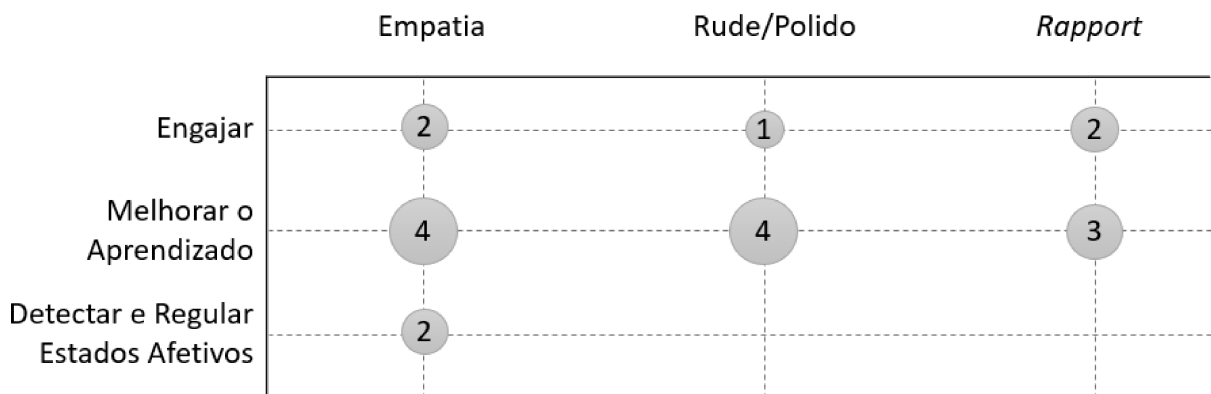 Empatia Rude/Polido Rapport
Engajar 2 1 2
Melhorar o
Aprendizado 4 4 3
Detectar e Regular
Estados Afetivos 2